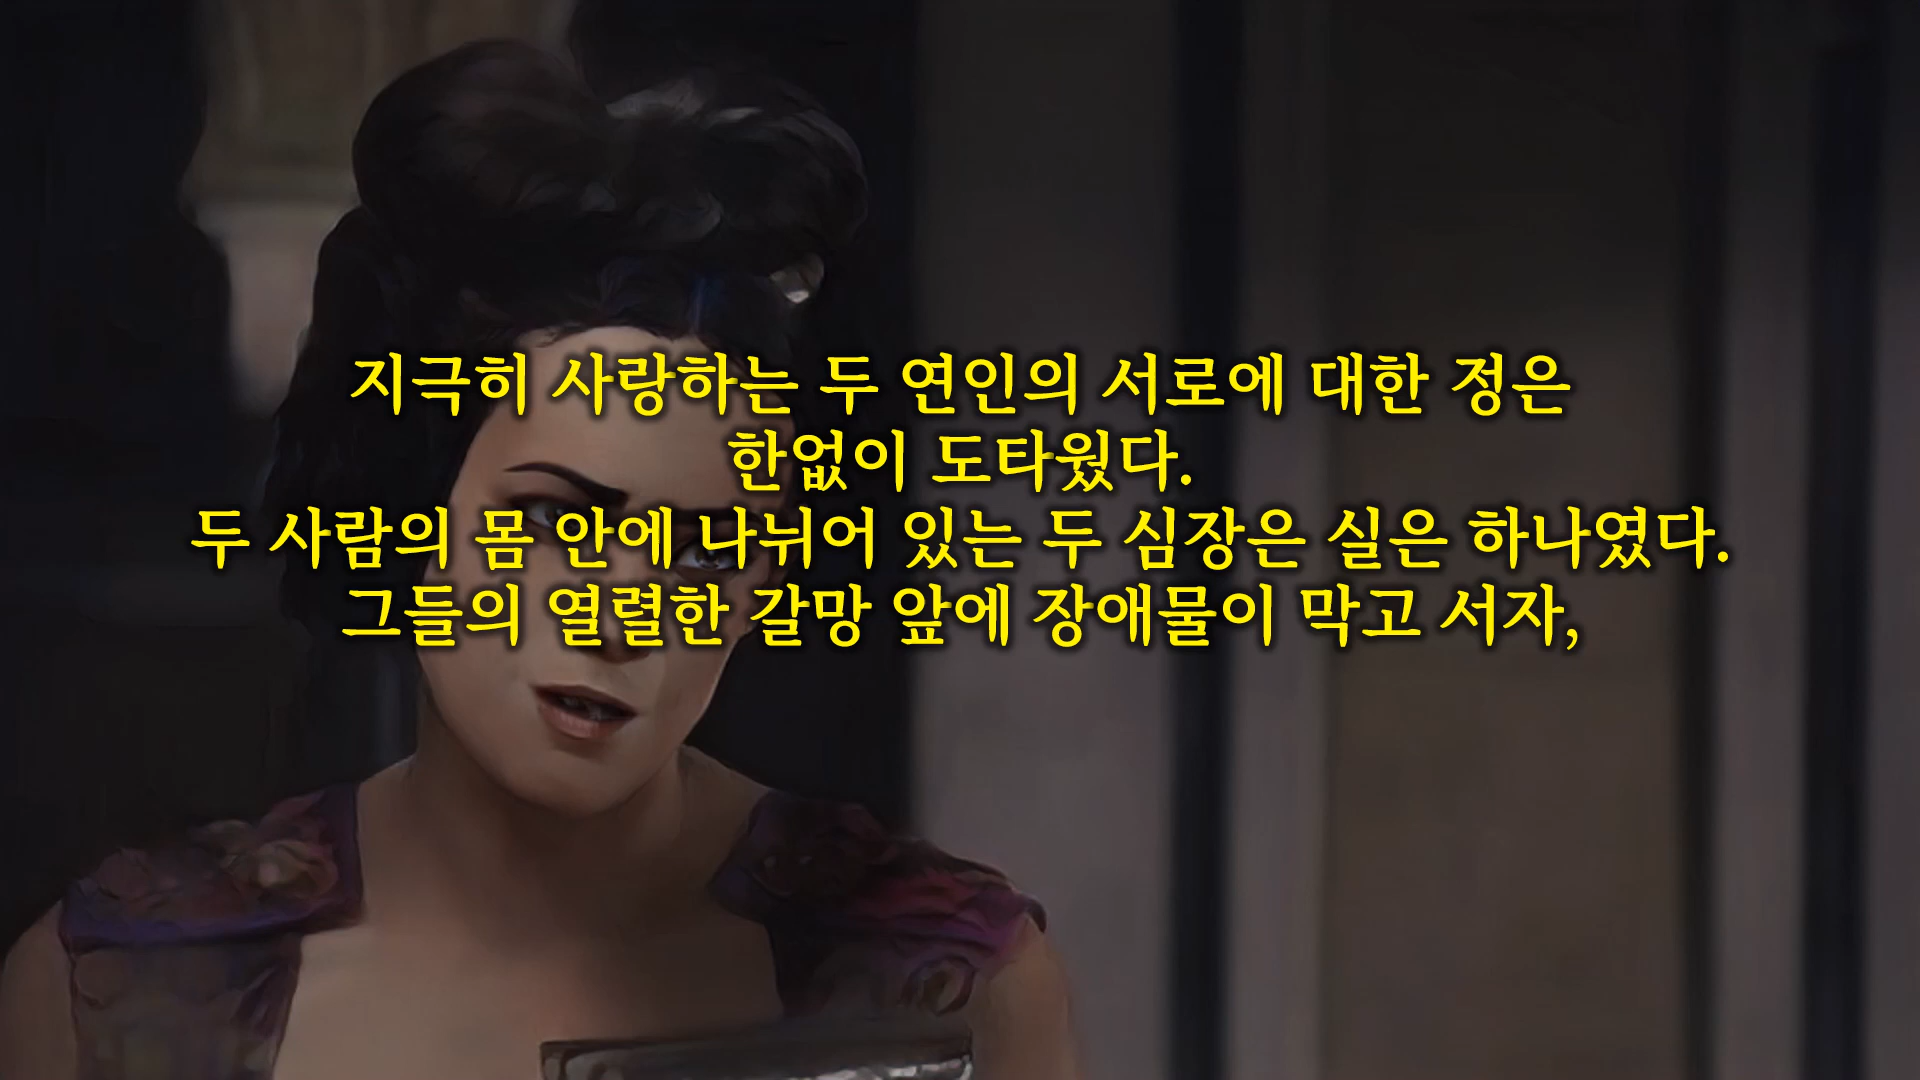 지극히 사랑하는 두 연인의 서로에 대한 정은
한없이 도타웠다.
두 사람의 몸 안에 나뉘어 있는 두 심장은 실은 하나였다.
그들의 열렬한 갈망 앞에 장애물이 막고 서자,